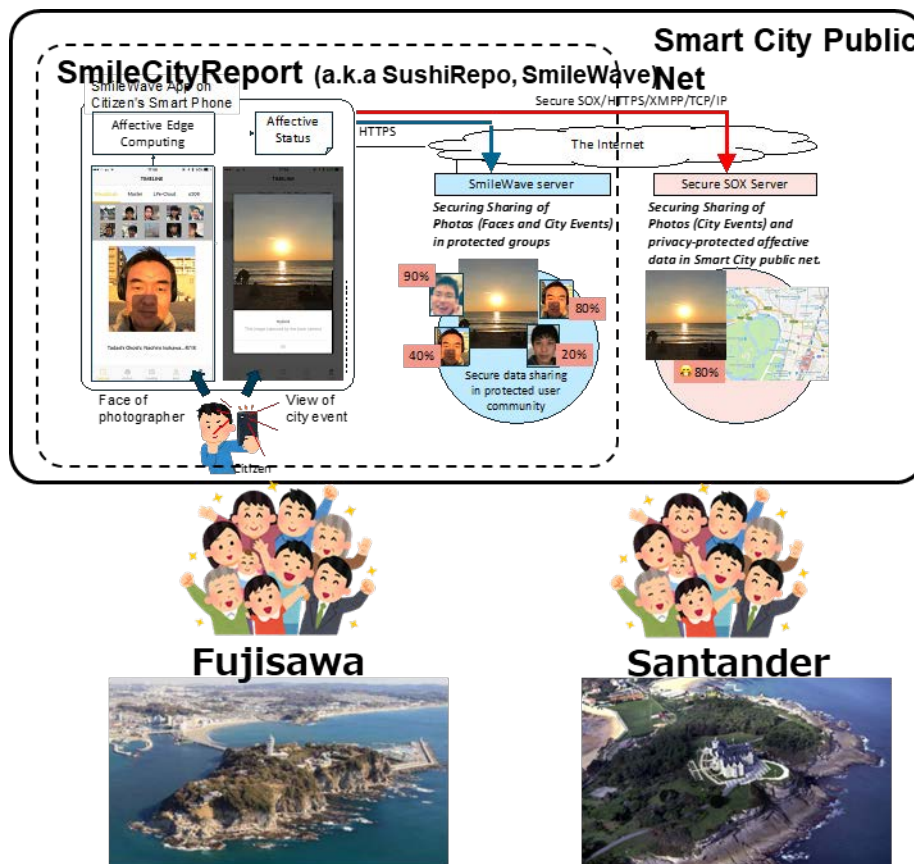 Smart City Public
Net
SmileCityReport (a.k.a SushiRepo, SmileWave)
SmileWave App on
Citizen's Smart Phone
Affective Edge
Computing
Affective
Status
Secure SOX/HTTPS/XMPP/TCP/IP
HTTPS
The Internet
SmileWave server
Secure SOX Server
Securing Sharing of
Photos (Faces and City Events)
in protected groups
Securing Sharing of
Photos (City Events) and
privacy-protected affective
data in Smart City public net.
TIMELINE
90%
80%
40%
20%
80%
Secure data sharing
in protected user
community
Face of
photographer
View of
city event
Citizen
Fujisawa
Santander